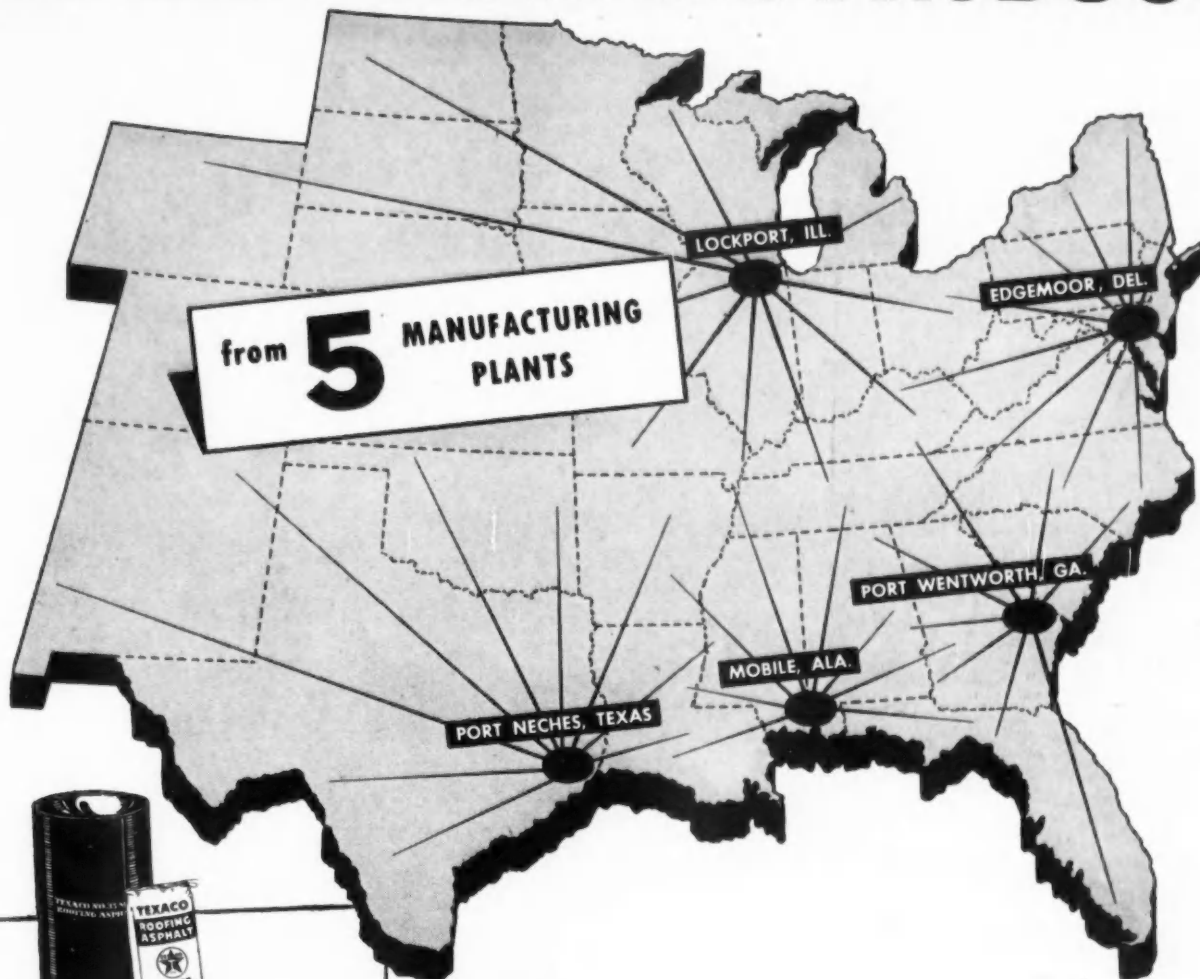 LOCKPORT, ILL.
EDGEMOOR, DEL.
from 5 MANUFACTURING
PLANTS
PORT WENTWORTH, GA.
MOBILE, ALA.
PORT NECHES, TEXAS
TEXACO
ROOFING
ASPHALT